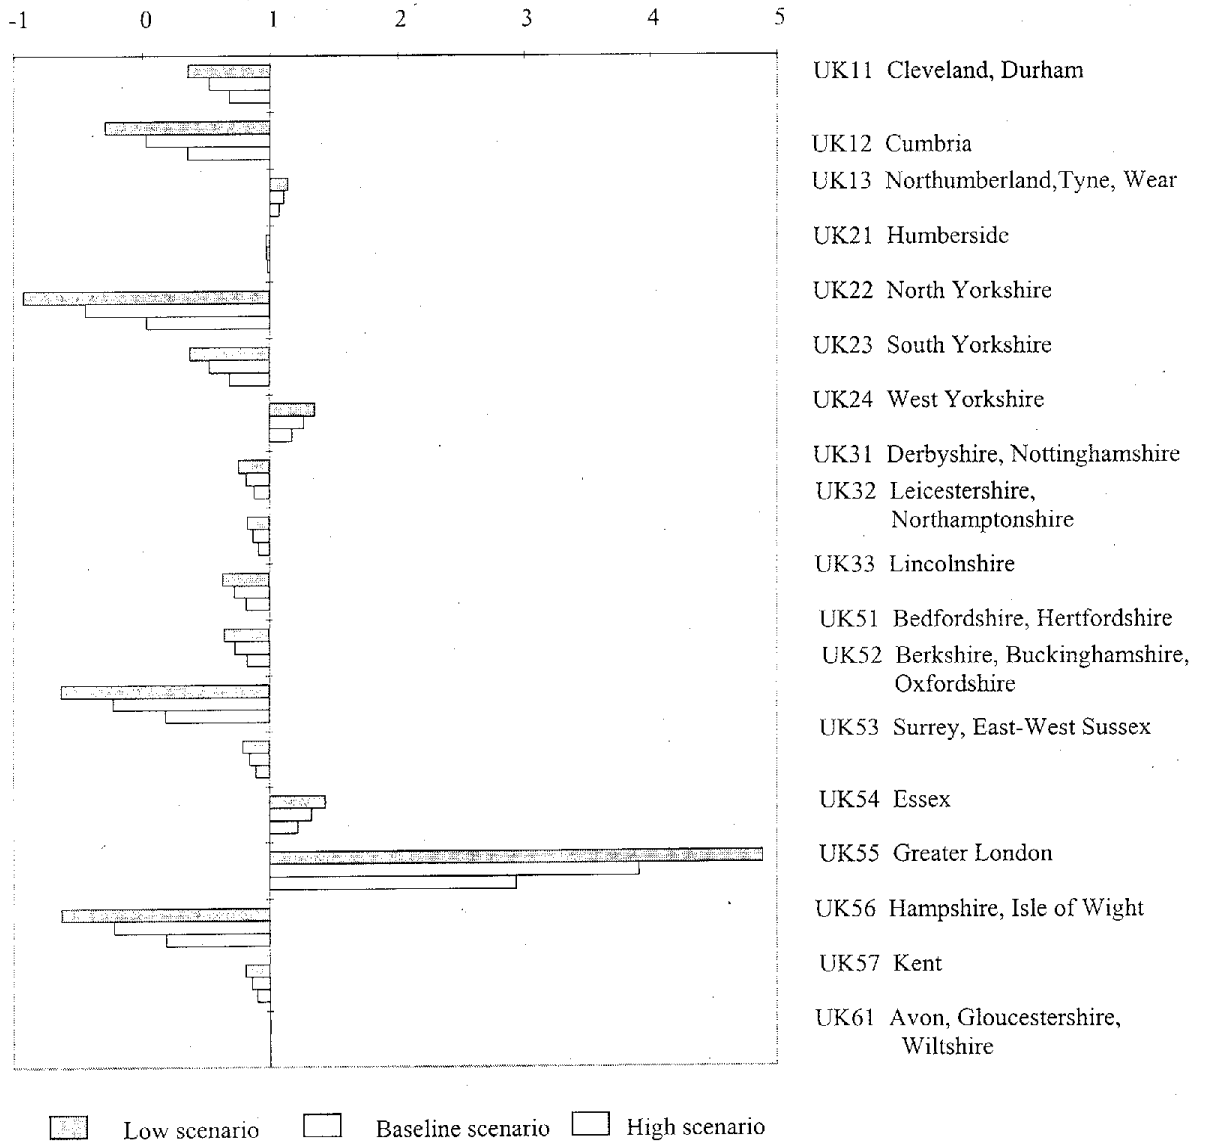 -1 0 1 2 3 4 5
UK11 Cleveland, Durham
UK12 Cumbria
UK13 Northumberland,Tyne, Wear
UK21 Humberside
UK22 North Yorkshire
UK23 South Yorkshire
UK24 West Yorkshire
UK31 Derbyshire, Nottinghamshire
UK32 Leicestershire,
Northamptonshire
UK33 Lincolnshire
UK51 Bedfordshire, Hertfordshire
UK52 Berkshire, Buckinghamshire,
Oxfordshire
UK53 Surrey, East-West Sussex
UK54 Essex
UK55 Greater London
UK56 Hampshire, Isle of Wight
UK57 Kent
UK61 Avon, Gloucestershire,
Wiltshire
Low scenario Baseline scenario High scenario